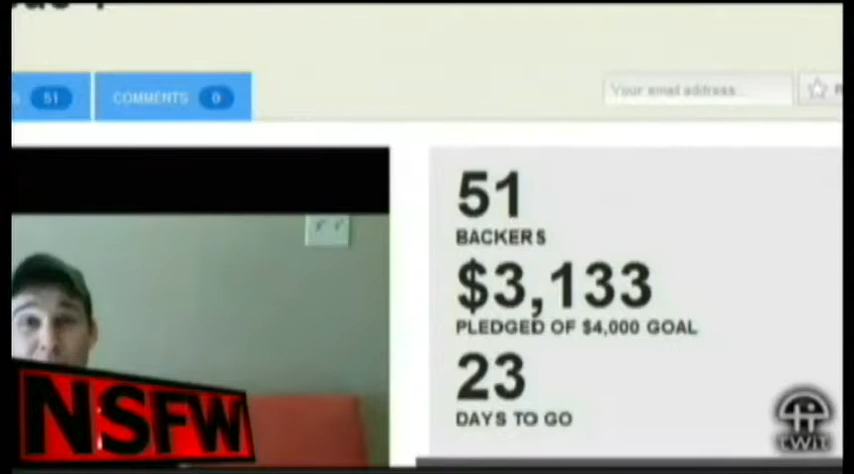 51
COMMENTS 0
Your email address...
51
BACKERS
$3,133
PLEDGED OF $4,000 GOAL
23
DAYS TO GO
NSFW
TWiT